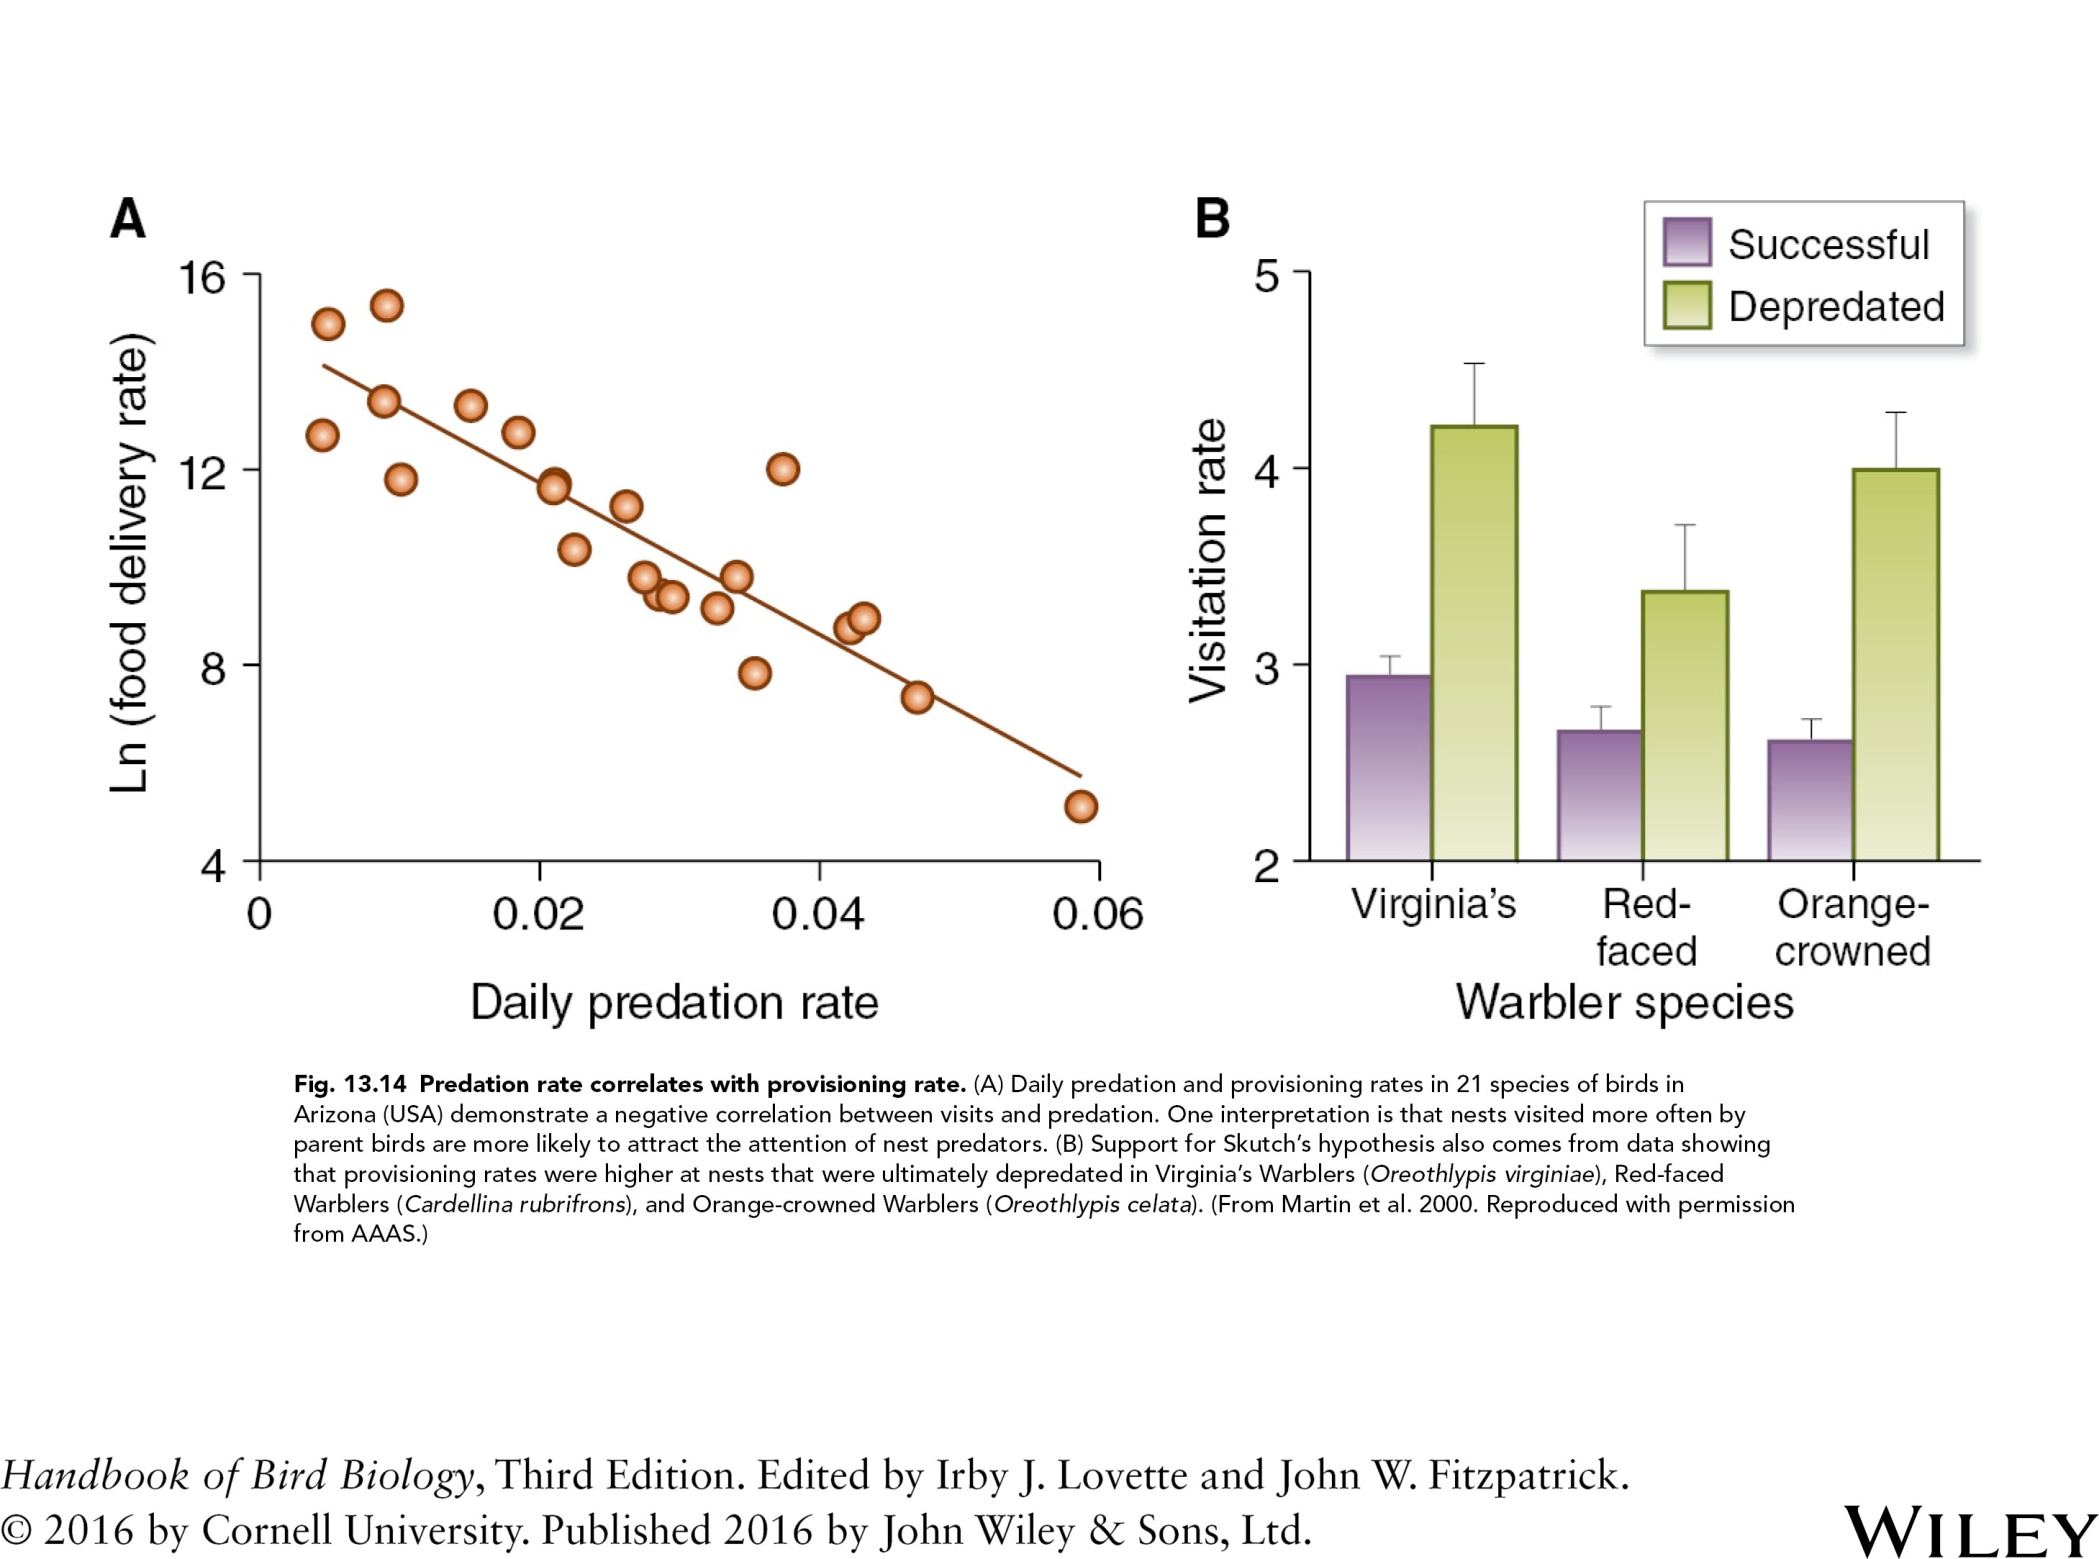 A
16
12
8
4
Ln (food delivery rate)
0
0.02
0.04
0.06
Daily predation rate
B
Successful
Depredated
5
4
3
2
Visitation rate
Virginia’s
Red-
faced
Orange-
crowned
Warbler species
Fig. 13.14 Predation rate correlates with provisioning rate. (A) Daily predation and provisioning rates in 21 species of birds in
Arizona (USA) demonstrate a negative correlation between visits and predation. One interpretation is that nests visited more often by
parent birds are more likely to attract the attention of nest predators. (B) Support for Skutch’s hypothesis also comes from data showing
that provisioning rates were higher at nests that were ultimately depredated in Virginia’s Warblers (Oreothlypis virginiae), Red-faced
Warblers (Cardellina rubrifrons), and Orange-crowned Warblers (Oreothlypis celata). (From Martin et al. 2000. Reproduced with permission
from AAAS.)
Handbook of Bird Biology, Third Edition. Edited by Irby J. Lovette and John W. Fitzpatrick.
© 2016 by Cornell University. Published 2016 by John Wiley & Sons, Ltd.
WILEY